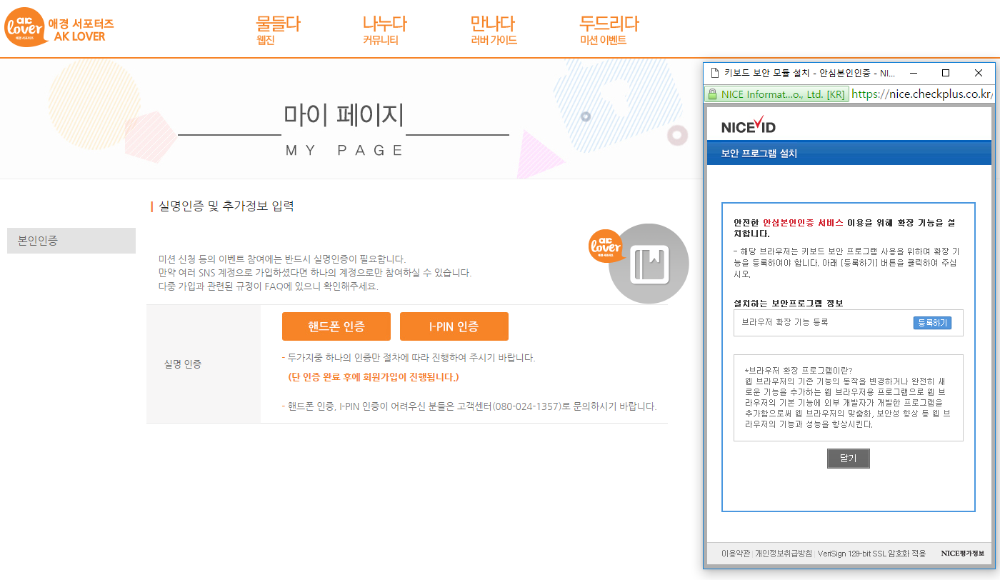 ak
lover
애경 서포터즈
애경 서포터즈
AK LOVER
물들다
웹진
나누다
커뮤니티
만나다
러버 가이드
두드리다
미션 이벤트
마이 페이지
MY PAGE
본인인증
실명인증 및 추가정보 입력
미션 신청 등의 이벤트 참여에는 반드시 실명인증이 필요합니다.
만약 여러 SNS 계정으로 가입하셨다면 하나의 계정으로만 참여하실 수 있습니다.
다중 가입과 관련된 규정이 FAQ에 있으니 확인해주세요.
ak
lover
애경 서포터즈
실명 인증
핸드폰 인증
I-PIN 인증
- 두가지중 하나의 인증만 절차에 따라 진행하여 주시기 바랍니다.
(단 인증 완료 후에 회원가입이 진행됩니다.)
- 핸드폰 인증, I-PIN 인증이 어려우신 분들은 고객센터(080-024-1357)로 문의하시기 바랍니다.
키보드 보안 모듈 설치 - 안심본인인증 - NI...
NICE Informat...o., Ltd. [KR] https://nice.checkplus.co.kr/
NICE ID
보안 프로그램 설치
안전한 안심본인인증 서비스 이용을 위해 확장 기능을 설
치합니다.
- 해당 브라우저는 키보드 보안 프로그램 사용을 위하여 확장 기
능을 등록하여야 합니다. 아래 [등록하기] 버튼을 클릭하여 주십
시오.
설치하는 보안프로그램 정보
브라우저 확장 기능 등록
등록하기
*브라우저 확장 프로그램이란?
웹 브라우저의 기존 기능의 동작을 변경하거나 완전히 새
로운 기능을 추가하는 웹 브라우저용 프로그램으로 웹 브
라우저의 기본 기능에 외부 개발자가 개발한 프로그램을
추가함으로써 웹 브라우저의 맞춤화, 보안성 향상 등 웹 브
라우저의 기능과 성능을 향상시킨다.
닫기
이용약관 | 개인정보취급방침 | VeriSign 128-bit SSL 암호화 적용
NICE평가정보